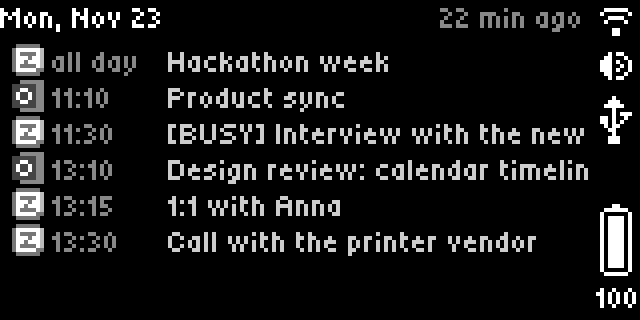 Mon, Nov 23 22 min ago
all day Hackathon week
11:10 Product sync
11:30 [BUSY] Interview with the new
13:10 Design review: calendar timelin
13:15 1:1 with Anna
13:30 Call with the printer vendor
100